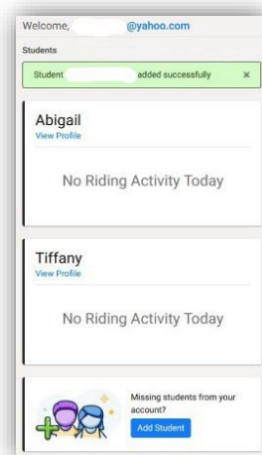 Welcome, @yahoo.com
Students
Student added successfully ×
Abigail
View Profile
No Riding Activity Today
Tiffany
View Profile
No Riding Activity Today
Missing students from your
account?
Add Student